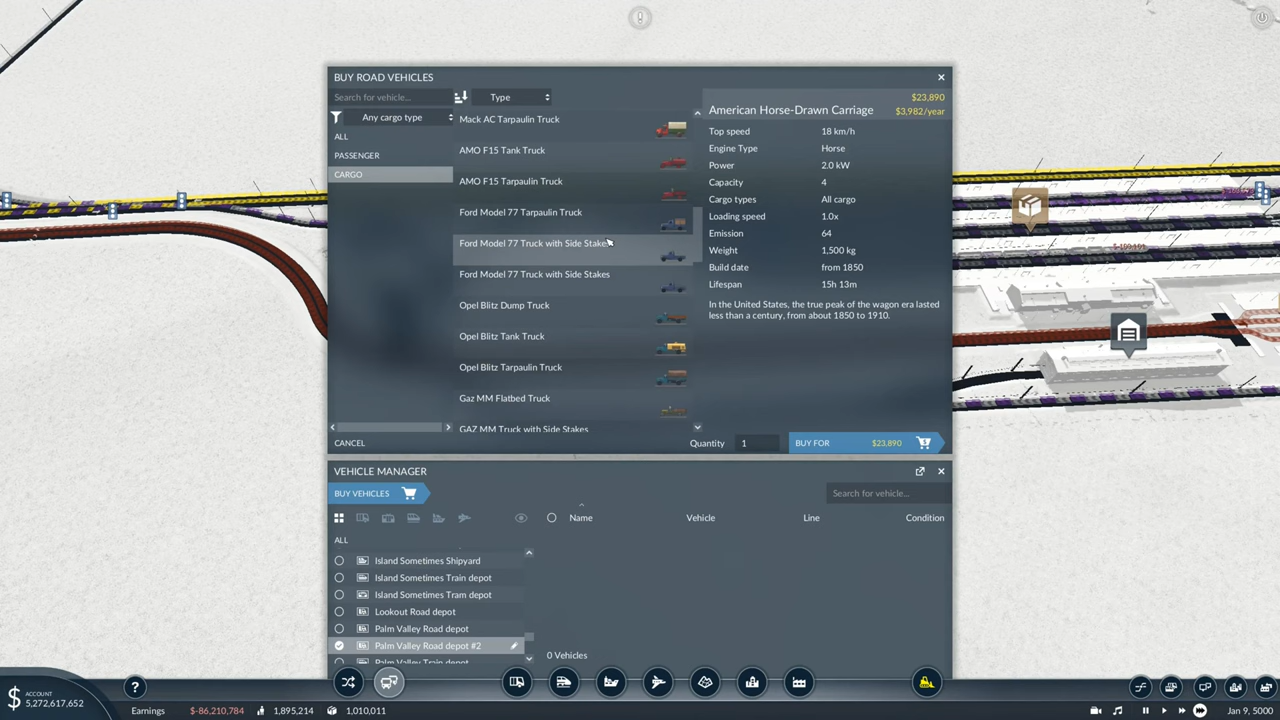 BUY ROAD VEHICLES
Search for vehicle...
Type
Any cargo type
ALL
PASSENGER
CARGO
Mack AC Tarpaulin Truck
AMO F15 Tank Truck
AMO F15 Tarpaulin Truck
Ford Model 77 Tarpaulin Truck
Ford Model 77 Truck with Side Stakes
Ford Model 77 Truck with Side Stakes
Opel Blitz Dump Truck
Opel Blitz Tank Truck
Opel Blitz Tarpaulin Truck
Gaz MM Flatbed Truck
GAZ MM Truck with Side Stakes
$23,890
American Horse-Drawn Carriage
$3,982/year
Top speed 18 km/h
Engine Type Horse
Power 2.0 kW
Capacity 4
Cargo types All cargo
Loading speed 1.0x
Emission 64
Weight 1,500 kg
Build date from 1850
Lifespan 15h 13m
In the United States, the true peak of the wagon era lasted
less than a century, from about 1850 to 1910.
CANCEL
Quantity 1
BUY FOR $23,890
VEHICLE MANAGER
BUY VEHICLES
Search for vehicle...
Name Vehicle Line Condition
ALL
Island Sometimes Shipyard
Island Sometimes Train depot
Island Sometimes Tram depot
Lookout Road depot
Palm Valley Road depot
Palm Valley Road depot #2
Palm Valley Train depot
0 Vehicles
$ ACCOUNT
5,272,617,652
?
Earnings $-86,210,784
1,895,214
1,010,011
Jan 9, 5000